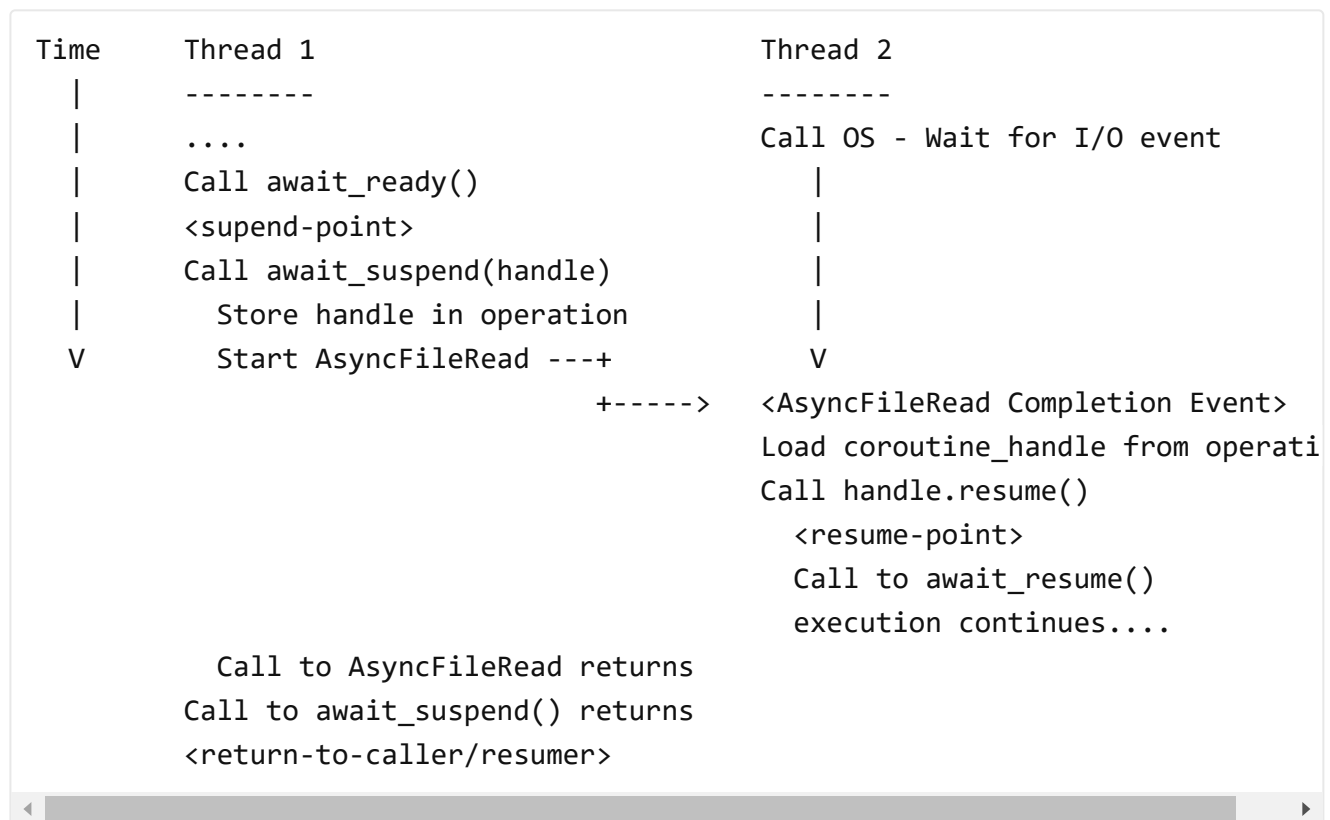 Time     Thread 1                           Thread 2
  |      --------                           --------
  |      ....                               Call OS - Wait for I/O event
  |      Call await_ready()                    |
  |      <supend-point>                        |
  |      Call await_suspend(handle)            |
  |        Store handle in operation           |
  V        Start AsyncFileRead ---+            V
                                  +----->   <AsyncFileRead Completion Event>
                                            Load coroutine_handle from operati
                                            Call handle.resume()
                                              <resume-point>
                                              Call to await_resume()
                                              execution continues....
           Call to AsyncFileRead returns
         Call to await_suspend() returns
         <return-to-caller/resumer>